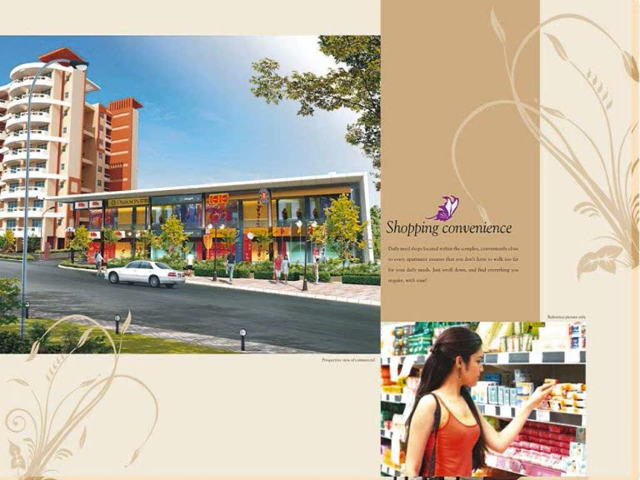 Shopping convenience
Daily need shops located within the complex, conveniently close
to every apartment ensures that you don't have to walk too far
for your daily needs. Just stroll down, and find everything you
require, with ease!
Reference picture only
Perspective view of commercial